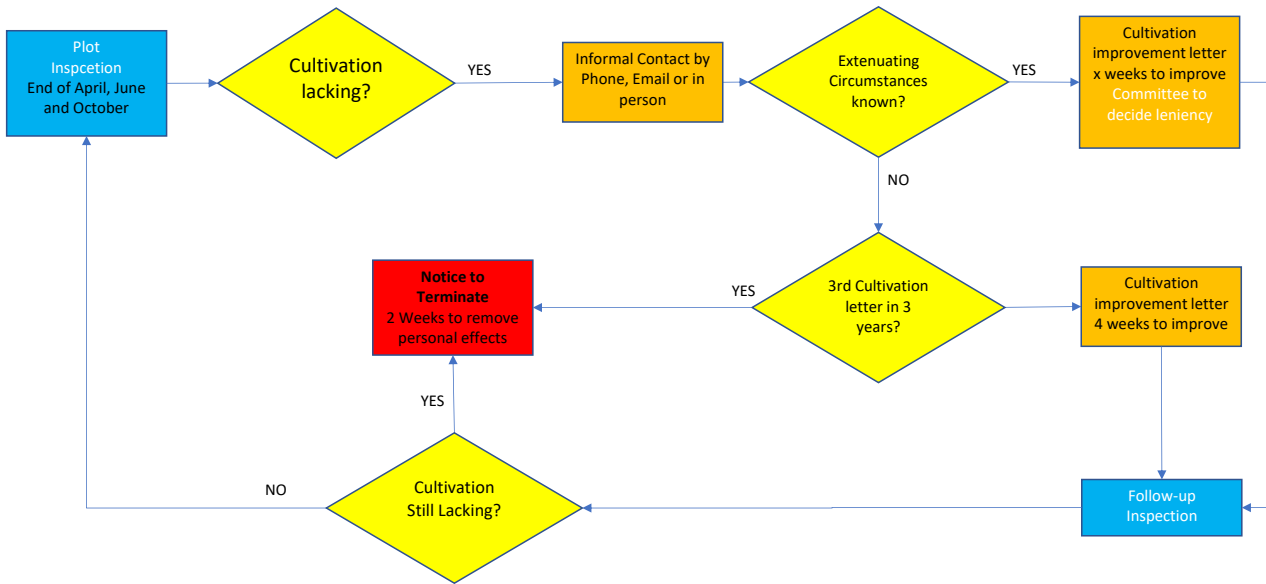 Plot
Inspcetion
End of April, June
and October
Cultivation
lacking?
YES
Informal Contact by
Phone, Email or in
person
Extenuating
Circumstances
known?
YES
Cultivation
improvement letter
x weeks to improve
Committee to
decide leniency
NO
Notice to
Terminate
2 Weeks to remove
personal effects
YES
3rd Cultivation
letter in 3
years?
Cultivation
improvement letter
4 weeks to improve
YES
NO
Cultivation
Still Lacking?
Follow-up
Inspection